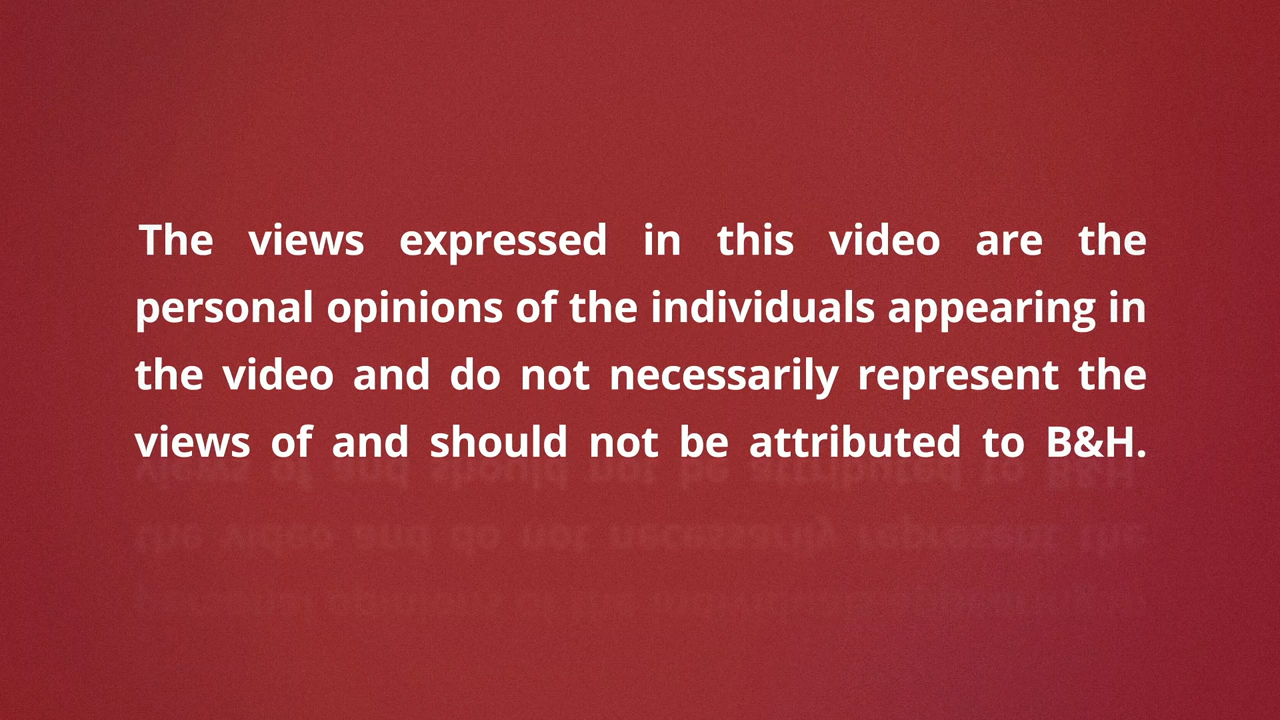 The views expressed in this video are the
personal opinions of the individuals appearing in
the video and do not necessarily represent the
views of and should not be attributed to B&H.